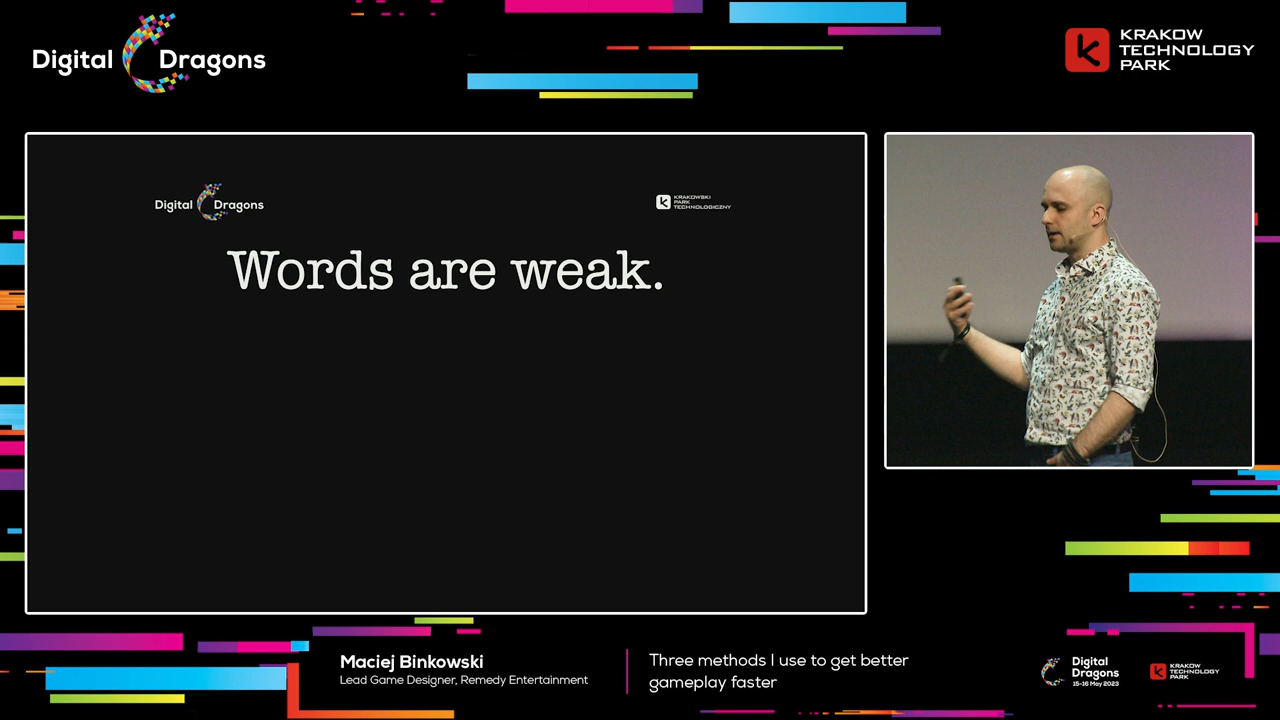 Digital Dragons
KRAKOW
TECHNOLOGY
PARK
Digital Dragons
KRAKOWSKI
PARK
TECHNOLOGICZNY
Words are weak.
Maciej Binkowski
Lead Game Designer, Remedy Entertainment
Three methods I use to get better
gameplay faster
Digital
Dragons
15-16 May 2023
KRAKOW
TECHNOLOGY
PARK